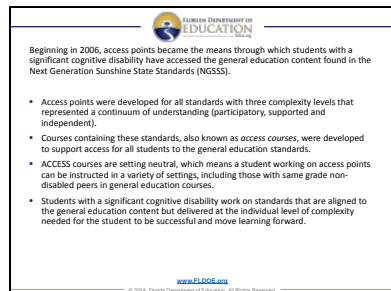 FLORIDA DEPARTMENT OF
EDUCATION
fldoe.org
Beginning in 2006, access points became the means through which students with a
significant cognitive disability have accessed the general education content found in the
Next Generation Sunshine State Standards (NGSSS).
• Access points were developed for all standards with three complexity levels that
represented a continuum of understanding (participatory, supported and
independent).
• Courses containing these standards, also known as access courses, were developed
to support access for all students to the general education standards.
• ACCESS courses are setting neutral, which means a student working on access points
can be instructed in a variety of settings, including those with same grade non-
disabled peers in general education courses.
• Students with a significant cognitive disability work on standards that are aligned to
the general education content but delivered at the individual level of complexity
needed for the student to be successful and move learning forward.
www.FLDOE.org
© 2014, Florida Department of Education. All Rights Reserved.